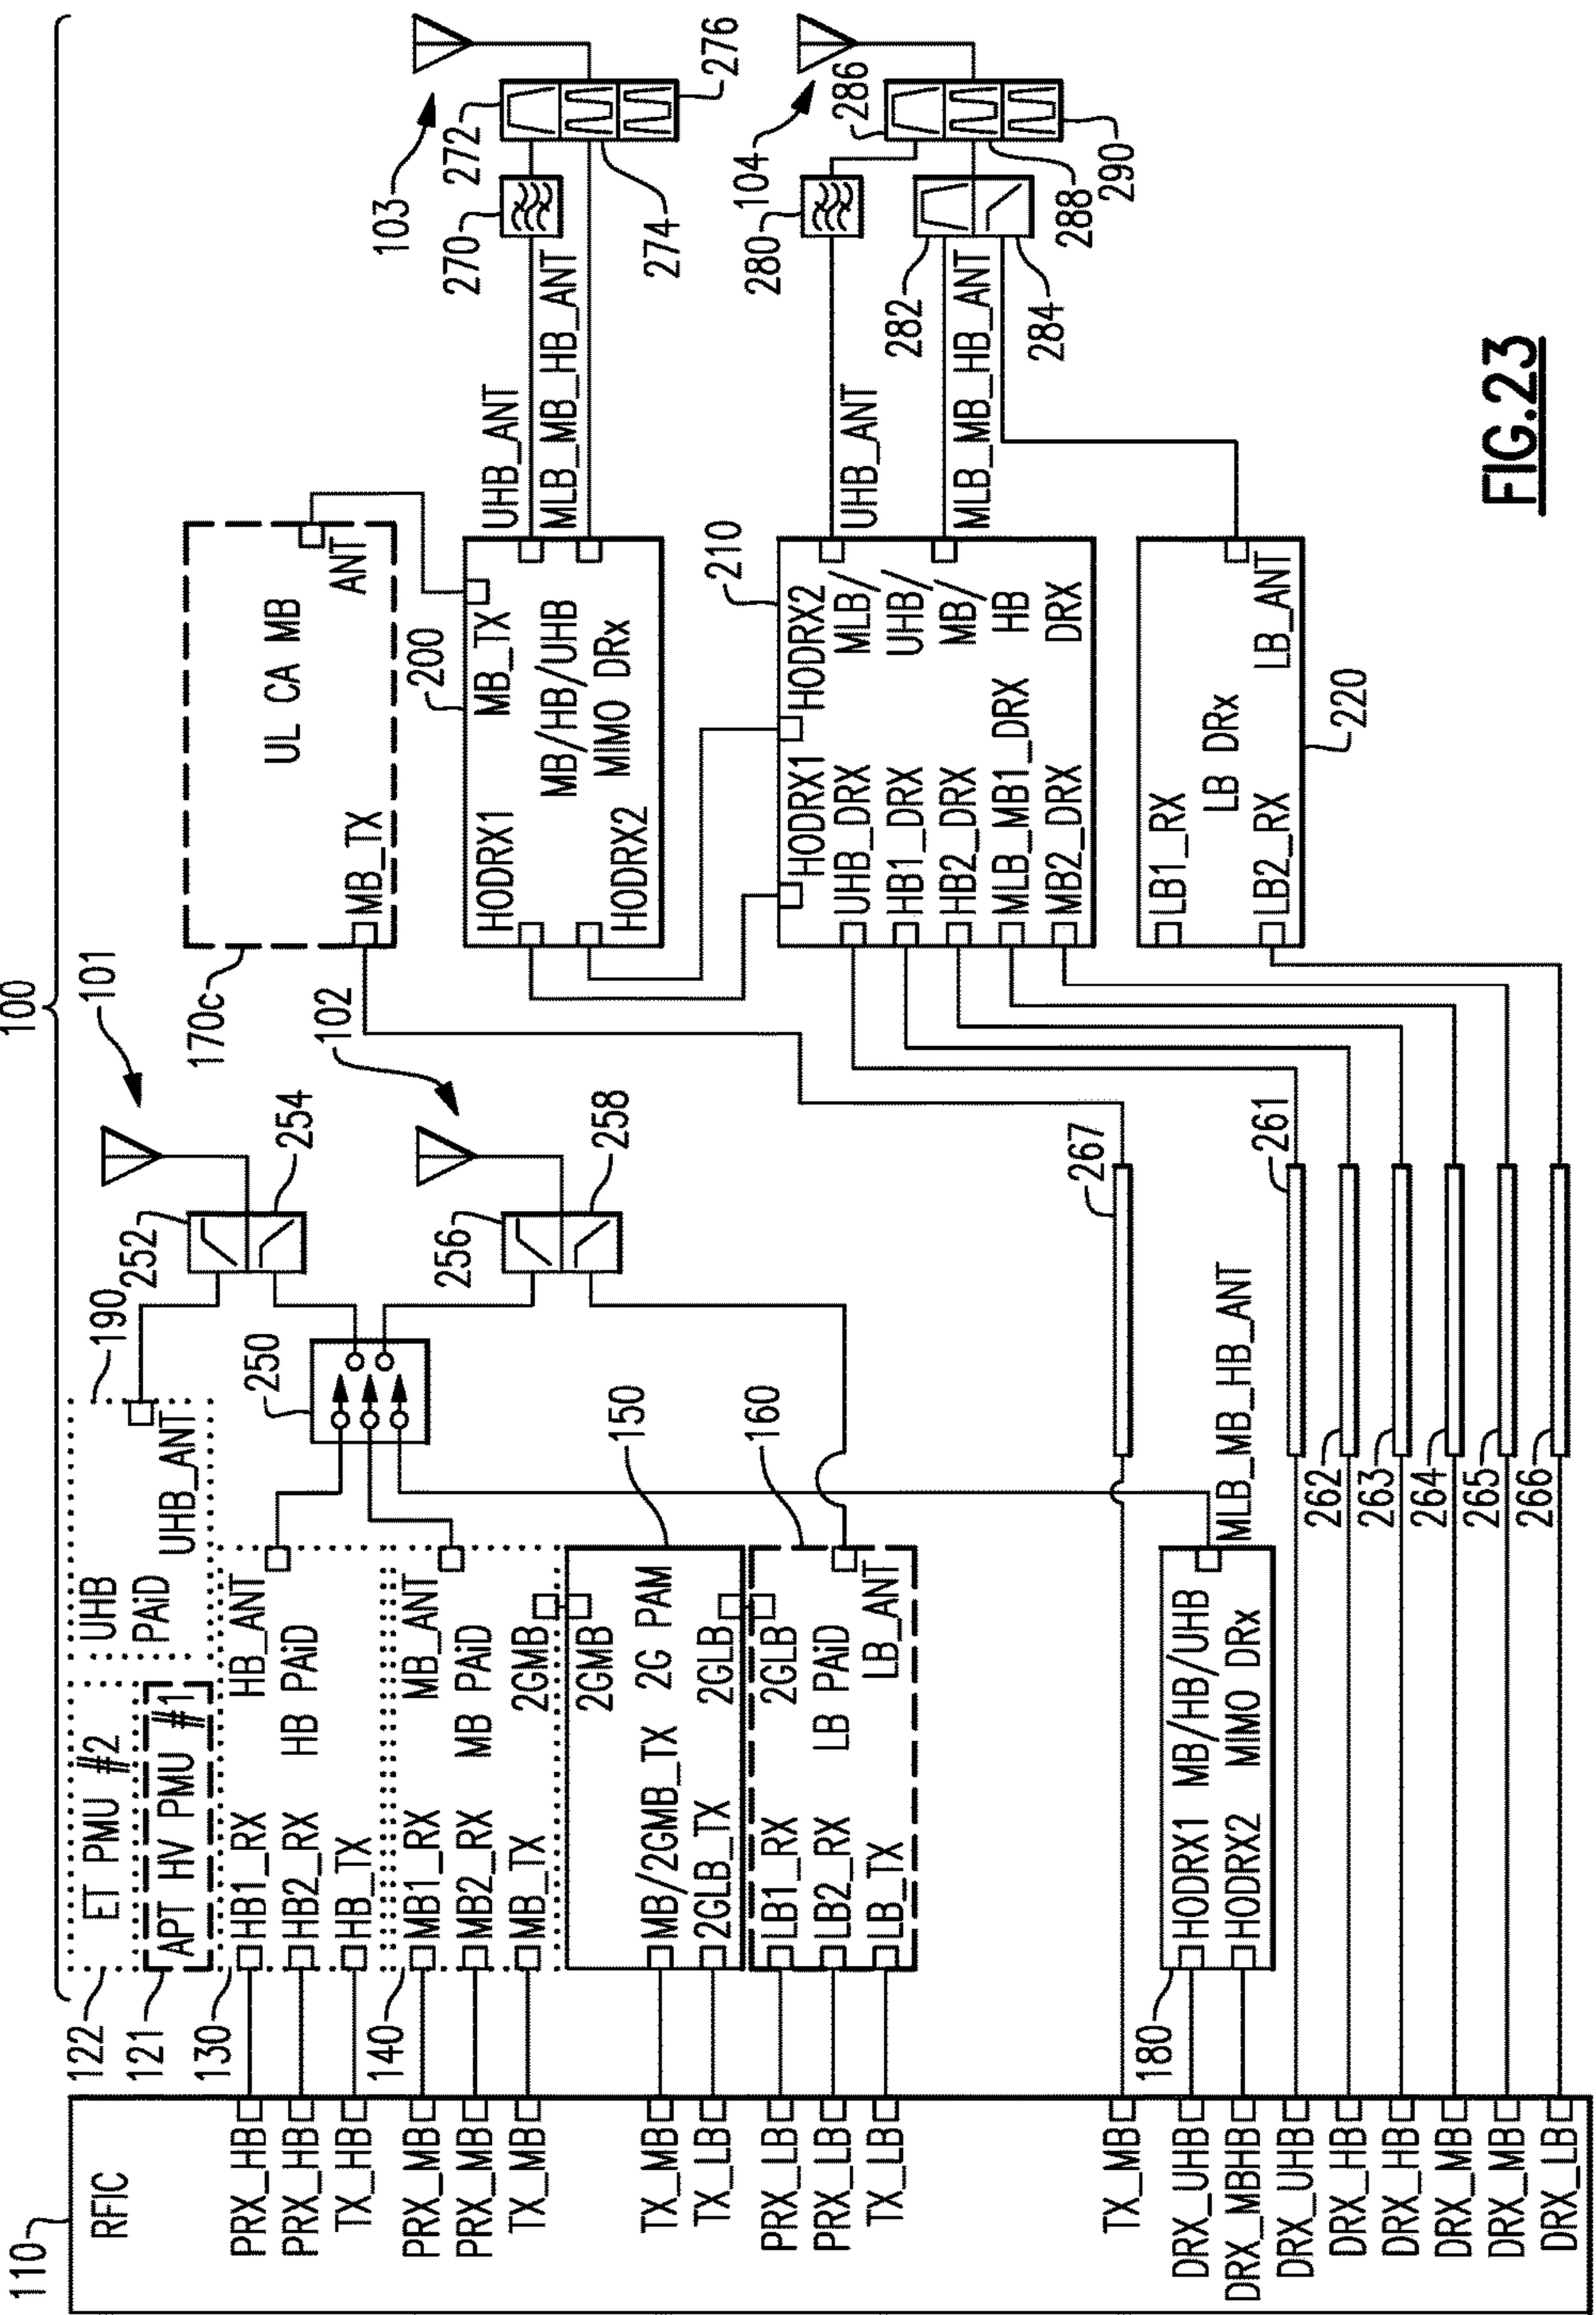 100
110
RFIC
PRX_HB
PRX_HB
TX_HB
PRX_MB
PRX_MB
TX_MB
TX_MB
TX_LB
PRX_LB
PRX_LB
TX_LB
TX_MB
DRX_UHB
DRX_MBHB
DRX_UHB
DRX_HB
DRX_HB
DRX_MB
DRX_MB
DRX_LB
122
ET PMU #2
121
APT HV PMU #1
190
UHB
PAiD
UHB_ANT
130
HB1_RX
HB2_RX
HB_TX
HB_ANT
HB PAiD
140
MB1_RX
MB2_RX
MB_TX
MB_ANT
MB PAiD
2GMB
150
2GMB
MB/2GMB_TX 2G PAM
2GLB_TX
2GLB
160
2GLB
LB1_RX
LB2_RX
LB_TX
LB PAiD
LB_ANT
180
HODRX1
HODRX2
MB/HB/UHB
MIMO DRx
MLB_MB_HB_ANT
250
252
254
101
256
258
102
267
261
262
263
264
265
266
170c
UL CA MB
MB_TX
ANT
200
MB_TX
HODRX1
MB/HB/UHB
MIMO DRx
HODRX2
UHB_ANT
MLB_MB_HB_ANT
210
HODRX1
HODRX2
UHB_DRX
HB1_DRX
HB2_DRX
MLB_MB1_DRX
MB2_DRX
MLB/
UHB/
MB/
HB
DRX
UHB_ANT
MLB_MB_HB_ANT
220
LB1_RX
LB DRx
LB2_RX
LB_ANT
103
270
272
274
276
104
280
282
284
286
288
290
FIG.23